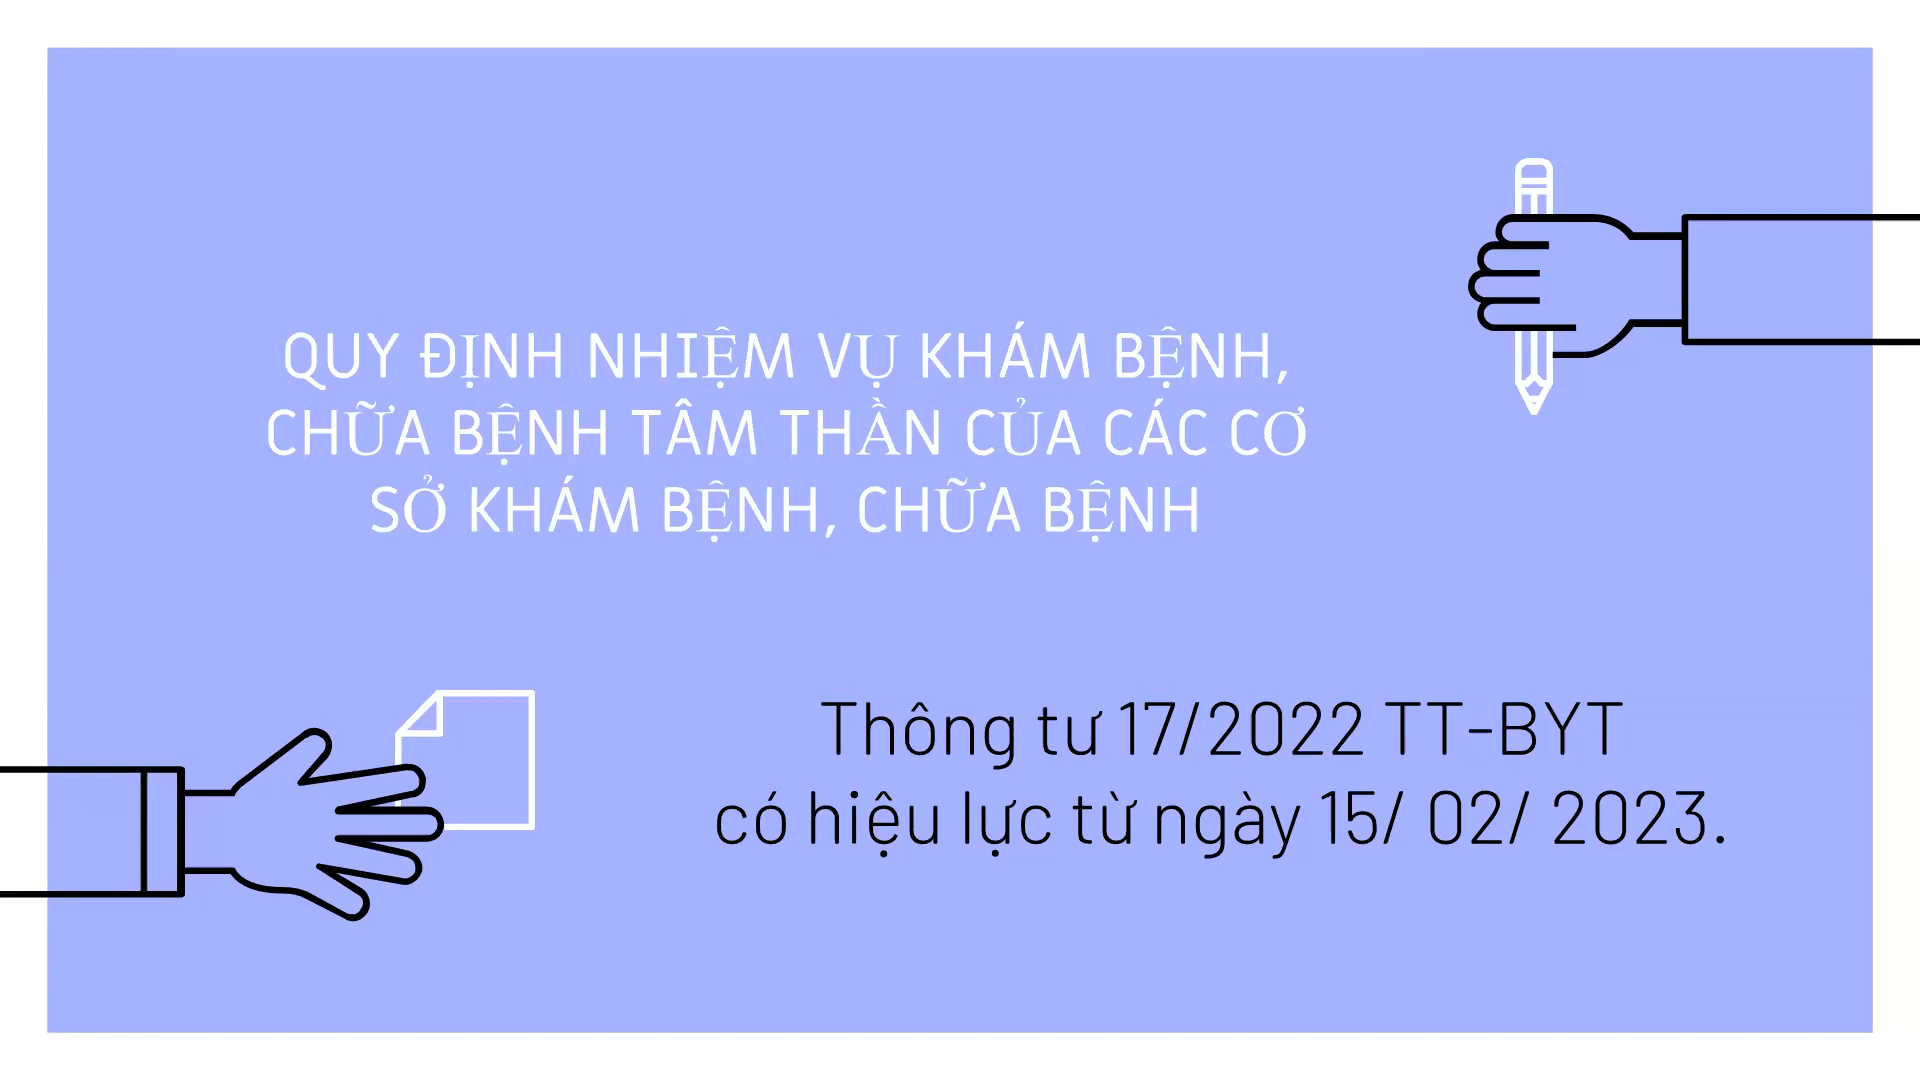 QUY ĐỊNH NHIỆM VỤ KHÁM BỆNH,
CHỮA BỆNH TÂM THẦN CỦA CÁC CƠ
SỞ KHÁM BỆNH, CHỮA BỆNH
Thông tư 17/2022 TT-BYT
có hiệu lực từ ngày 15/ 02/ 2023.